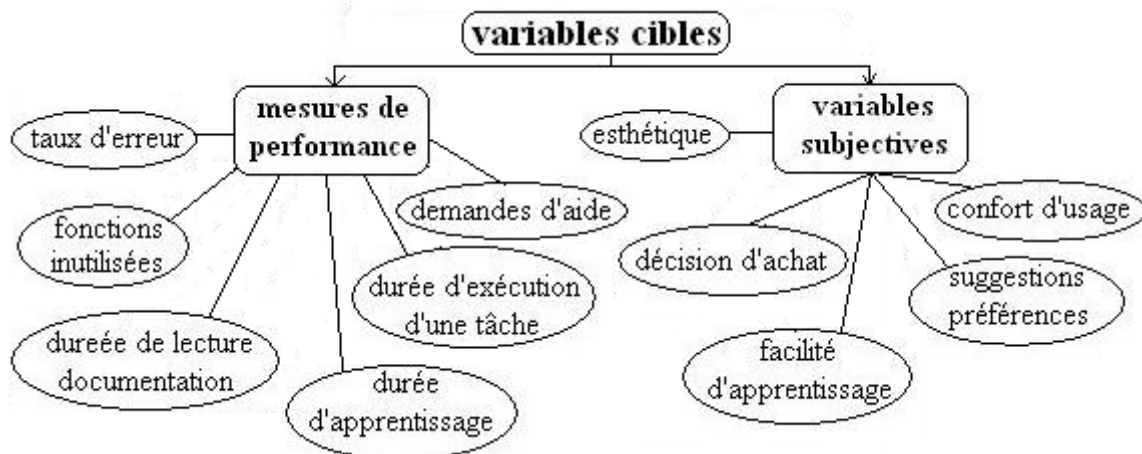 variables cibles
mesures de
performance
variables
subjectives
taux d'erreur
esthétique
demandes d'aide
confort d'usage
fonctions
inutilisées
décision d'achat
durée d'exécution
d'une tâche
suggestions
préférences
dureée de lecture
documentation
durée
d'apprentissage
facilité
d'apprentissage